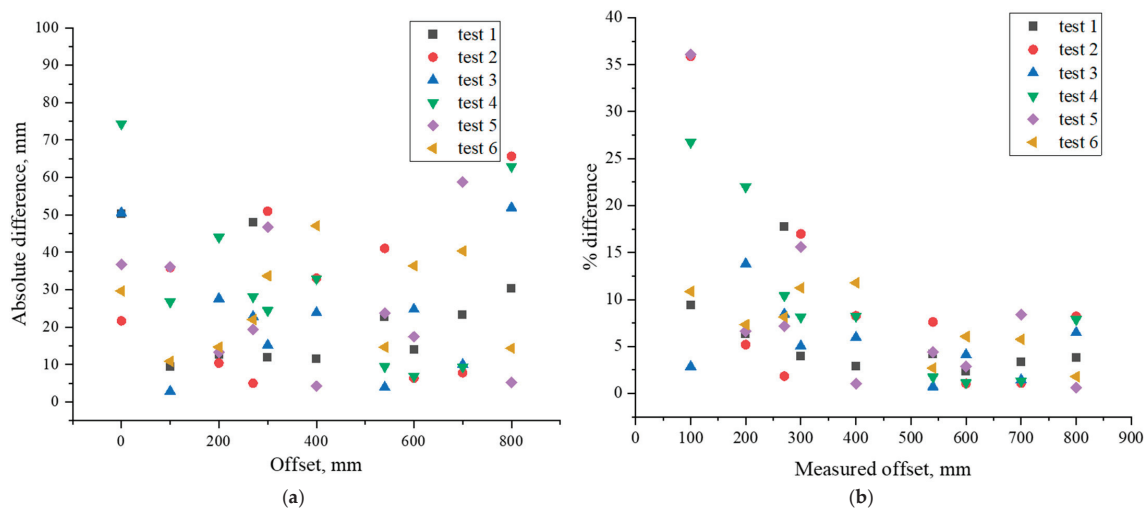 (a)
100
90
80
70
60
50
40
30
20
10
0
Absolute difference, mm
0
200
400
600
800
Offset, mm
test 1
test 2
test 3
test 4
test 5
test 6
(b)
40
35
30
25
20
15
10
5
0
% difference
0
100
200
300
400
500
600
700
800
900
Measured offset, mm
test 1
test 2
test 3
test 4
test 5
test 6